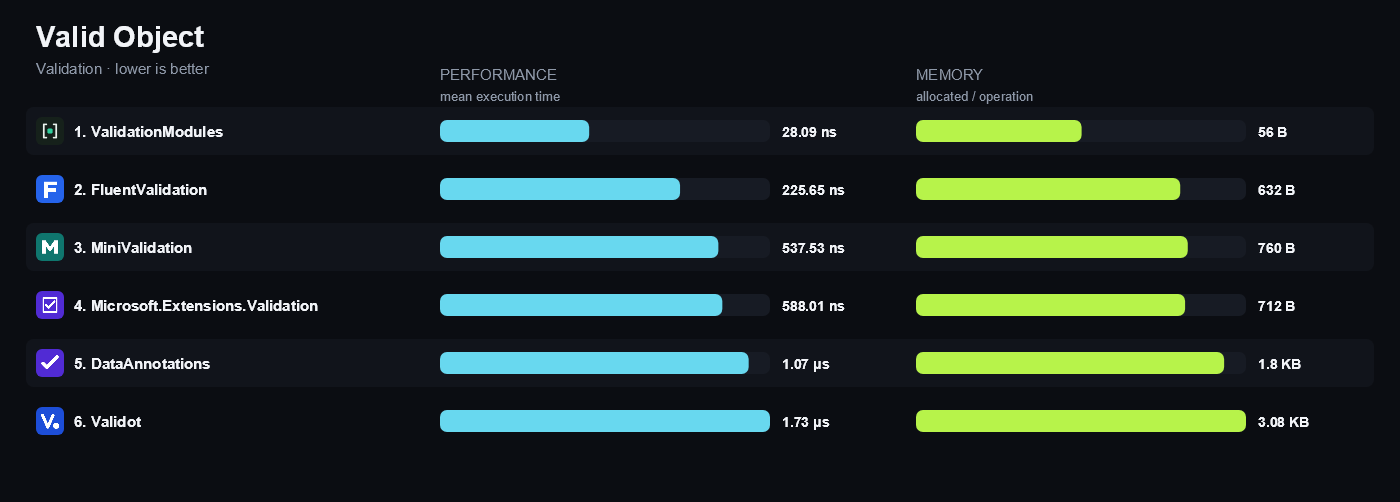 Valid Object
Validation · lower is better
PERFORMANCE
mean execution time
MEMORY
allocated / operation
1. ValidationModules 28.09 ns 56 B
F 2. FluentValidation 225.65 ns 632 B
M 3. MiniValidation 537.53 ns 760 B
4. Microsoft.Extensions.Validation 588.01 ns 712 B
5. DataAnnotations 1.07 µs 1.8 KB
V. 6. Validot 1.73 µs 3.08 KB